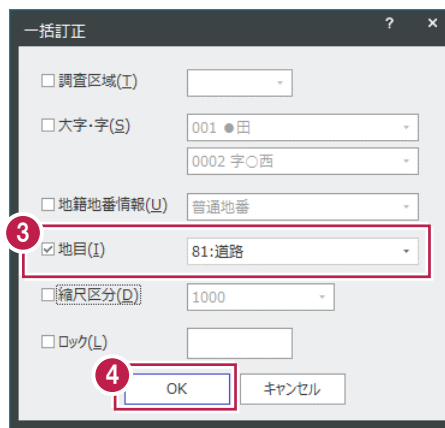 一括訂正 ? ×
調査区域(T)
大字・字(S) 001 ●田
0002 字○西
地籍地番情報(U) 普通地番
3
地目(I) 81:道路
縮尺区分(D) 1000
ロック(L)
4
OK キャンセル